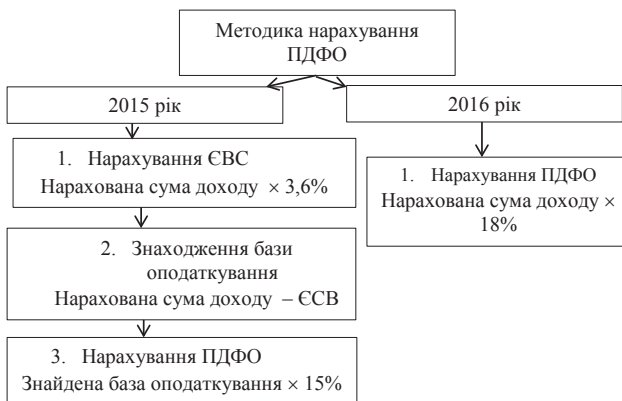 Методика нарахування
ПДФО
2015 рік
2016 рік
1. Нарахування ЄВС
Нарахована сума доходу × 3,6%
1. Нарахування ПДФО
Нарахована сума доходу ×
18%
2. Знаходження бази
оподаткування
Нарахована сума доходу – ЄСВ
3. Нарахування ПДФО
Знайдена база оподаткування × 15%